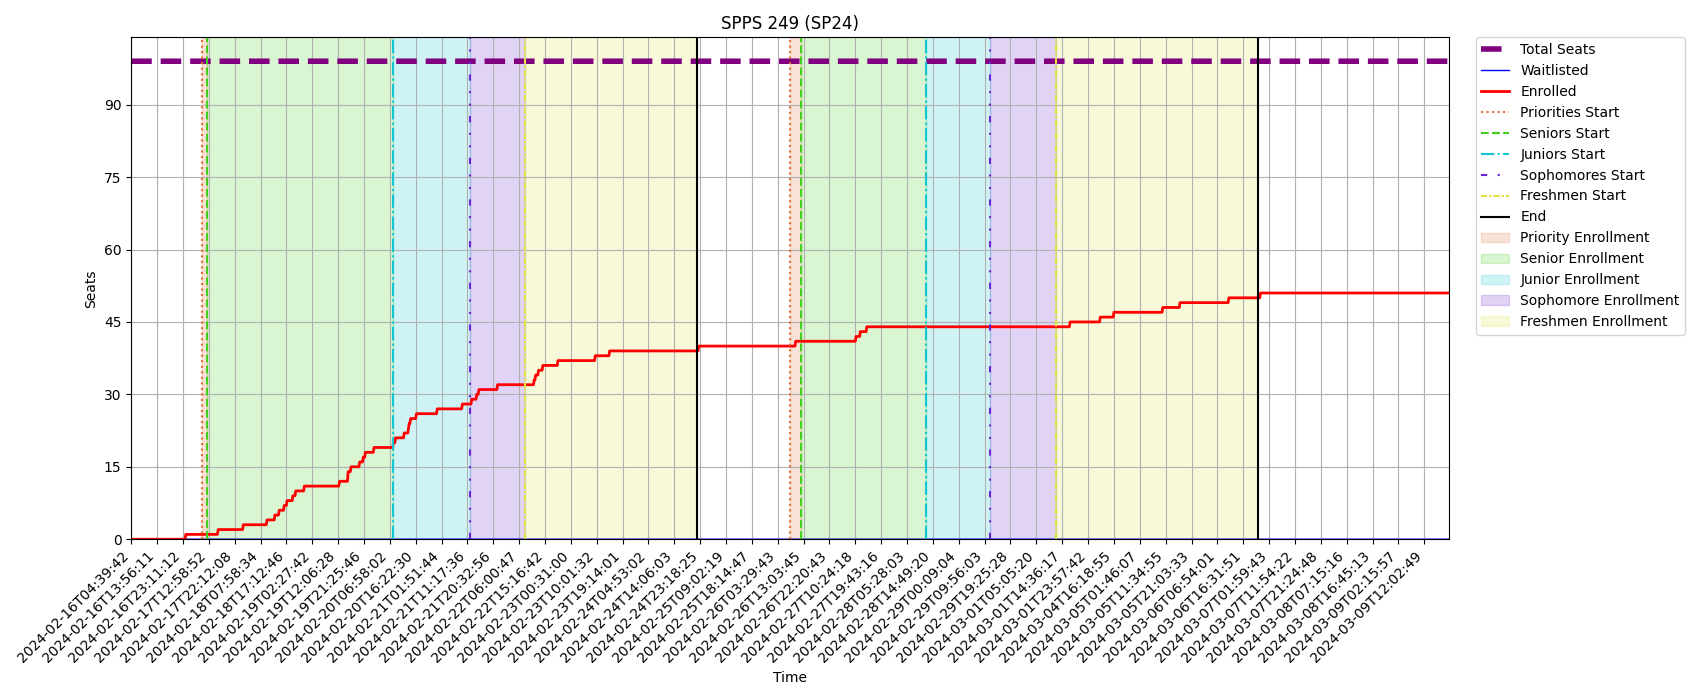 SPPS 249 (SP24)
Seats
90
75
60
45
30
15
0
2024-02-16T04:39:42
2024-02-16T13:56:11
2024-02-16T23:11:12
2024-02-17T12:58:52
2024-02-17T22:12:08
2024-02-18T07:58:34
2024-02-18T17:12:46
2024-02-19T02:27:42
2024-02-19T12:06:28
2024-02-19T21:25:46
2024-02-20T06:58:02
2024-02-20T16:22:30
2024-02-21T01:51:44
2024-02-21T11:17:36
2024-02-21T20:32:56
2024-02-22T06:00:47
2024-02-22T15:16:42
2024-02-23T00:31:00
2024-02-23T10:01:32
2024-02-23T19:14:01
2024-02-24T04:53:02
2024-02-24T14:06:03
2024-02-24T23:18:25
2024-02-25T09:02:19
2024-02-25T18:14:47
2024-02-26T03:29:43
2024-02-26T13:03:45
2024-02-26T22:20:43
2024-02-27T10:24:18
2024-02-27T19:43:16
2024-02-28T05:28:03
2024-02-28T14:49:20
2024-02-29T00:09:04
2024-02-29T09:56:03
2024-02-29T19:25:28
2024-03-01T05:05:20
2024-03-01T14:36:17
2024-03-01T23:57:42
2024-03-04T16:18:55
2024-03-05T01:46:07
2024-03-05T11:34:55
2024-03-05T21:03:33
2024-03-06T06:54:01
2024-03-06T16:31:51
2024-03-07T01:59:43
2024-03-07T11:54:22
2024-03-07T21:24:48
2024-03-08T07:15:16
2024-03-08T16:45:13
2024-03-09T02:15:57
2024-03-09T12:02:49
Time
Total Seats
Waitlisted
Enrolled
Priorities Start
Seniors Start
Juniors Start
Sophomores Start
Freshmen Start
End
Priority Enrollment
Senior Enrollment
Junior Enrollment
Sophomore Enrollment
Freshmen Enrollment